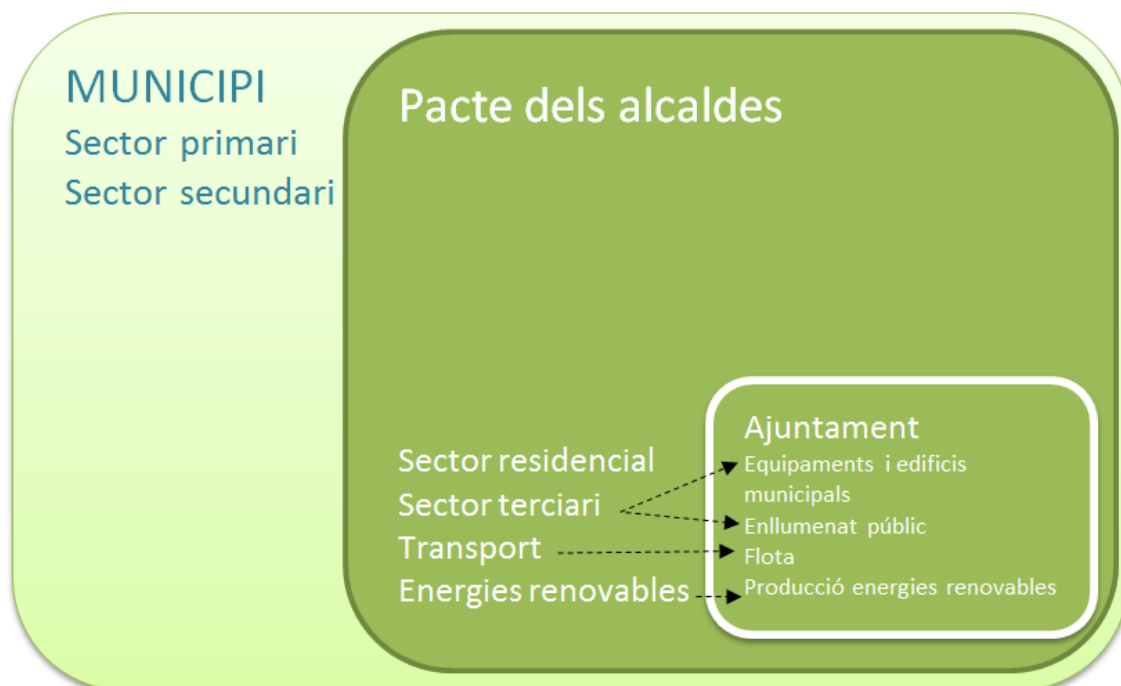 MUNICIPI
Sector primari
Sector secundari
Pacte dels alcaldes
Sector residencial
Sector terciari
Transport
Energies renovables
Ajuntament
Equipaments i edificis
municipals
Enllumenat públic
Flota
Producció energies renovables